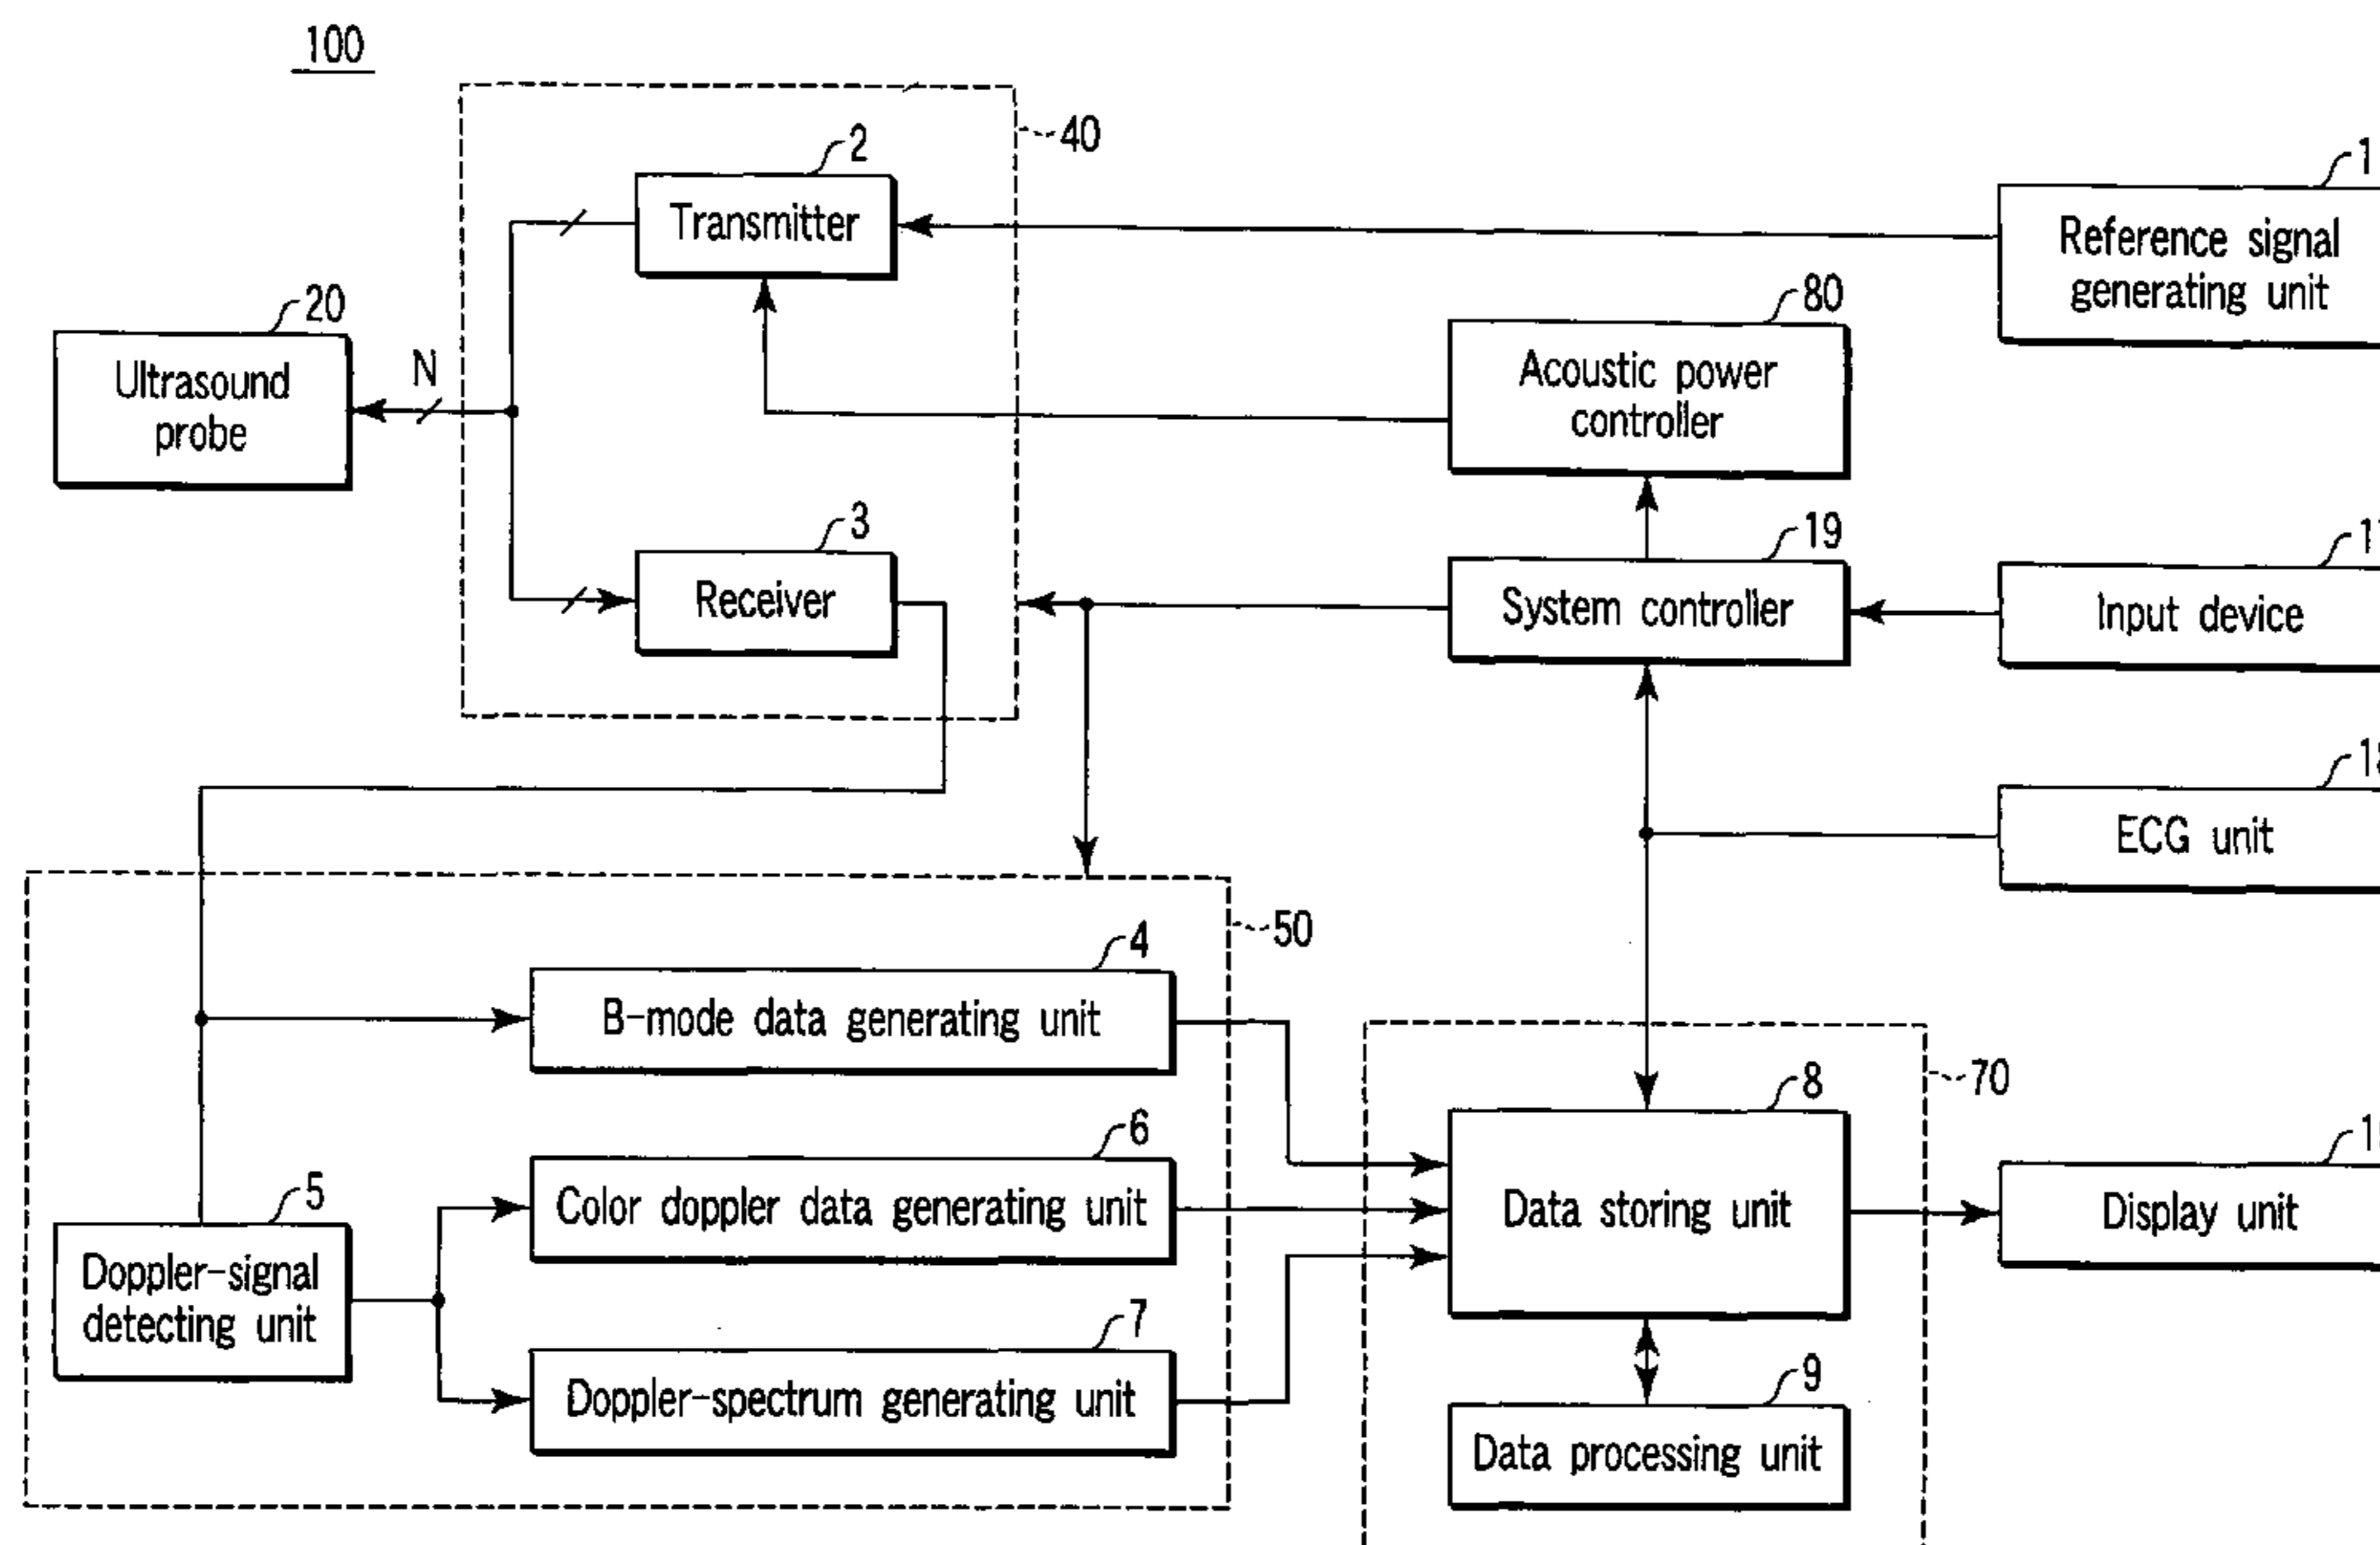 100
40
2
Transmitter
1
Reference signal
generating unit
20
Ultrasound
probe
N
80
Acoustic power
controller
3
Receiver
19
System controller
Input device
ECG unit
50
4
B-mode data generating unit
70
8
Data storing unit
6
Color doppler data generating unit
5
Doppler-signal
detecting unit
Display unit
7
Doppler-spectrum generating unit
9
Data processing unit